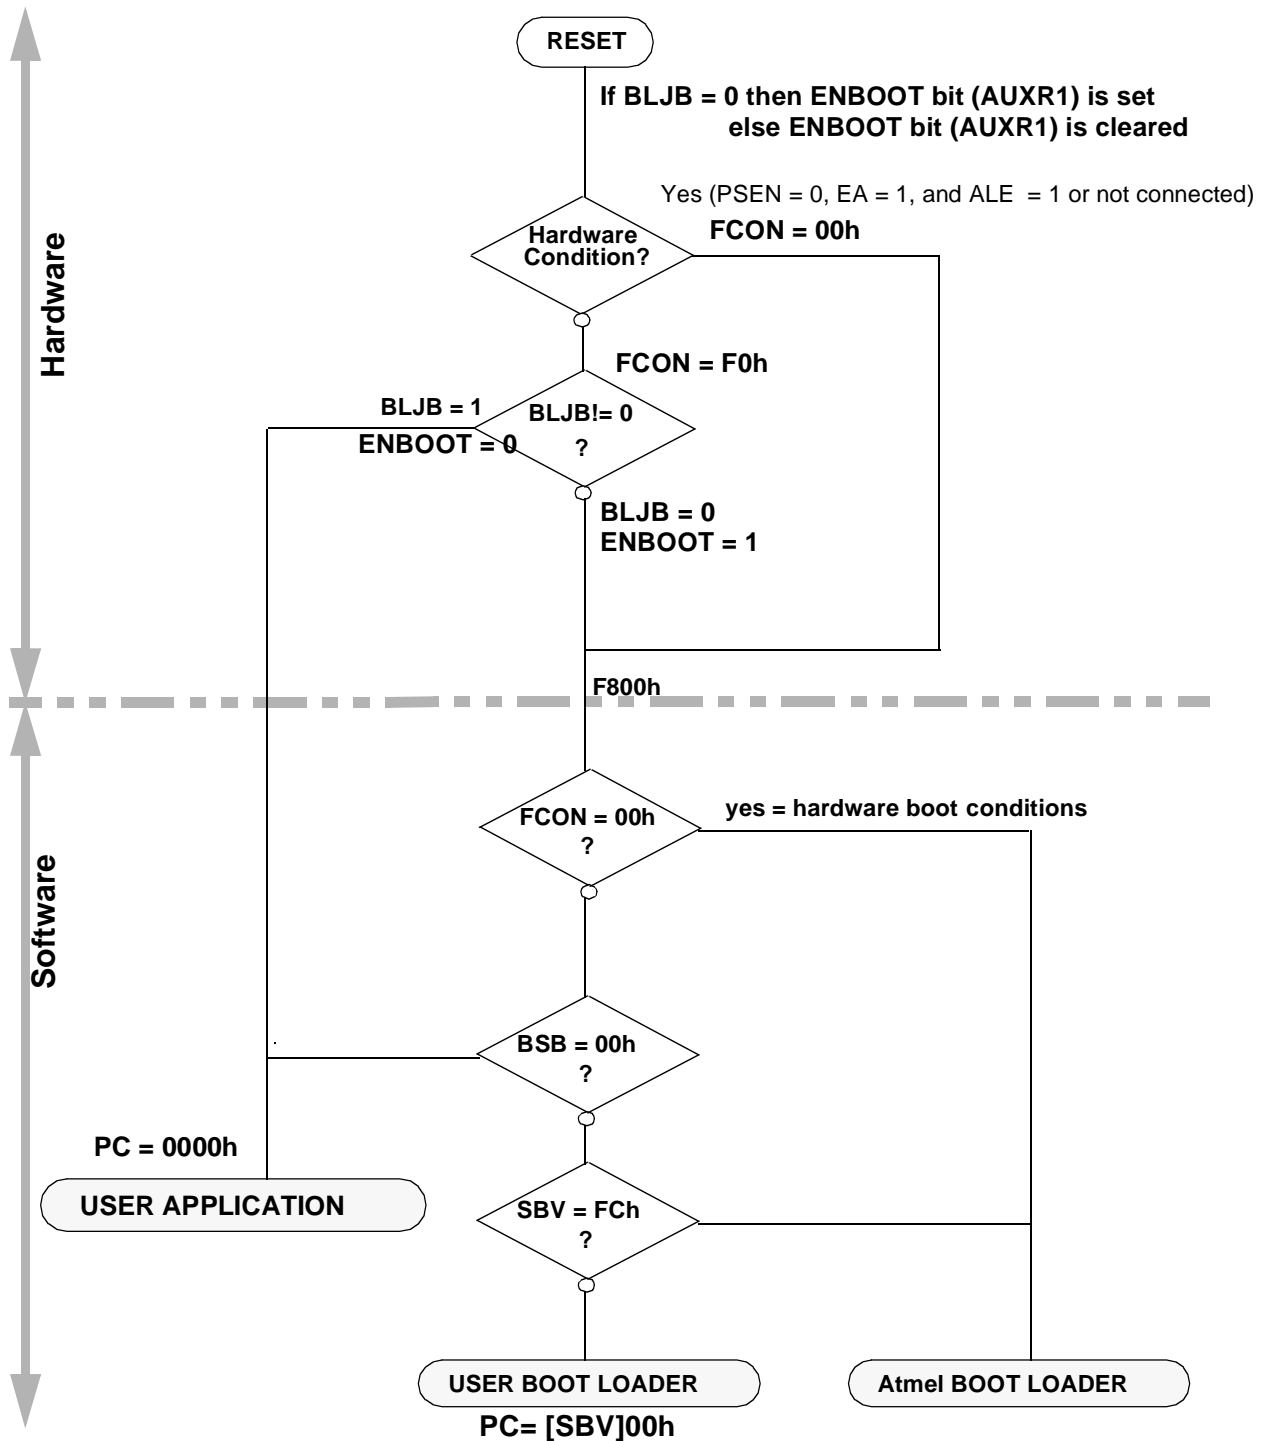 RESET
If BLJB = 0 then ENBOOT bit (AUXR1) is set
else ENBOOT bit (AUXR1) is cleared
Yes (PSEN = 0, EA = 1, and ALE = 1 or not connected)
FCON = 00h
Hardware
Condition?
Hardware
FCON = F0h
BLJB = 1
ENBOOT = 0
BLJB!= 0
?
BLJB = 0
ENBOOT = 1
F800h
FCON = 00h
?
yes = hardware boot conditions
Software
BSB = 00h
?
PC = 0000h
USER APPLICATION
SBV = FCh
?
USER BOOT LOADER
Atmel BOOT LOADER
PC= [SBV]00h